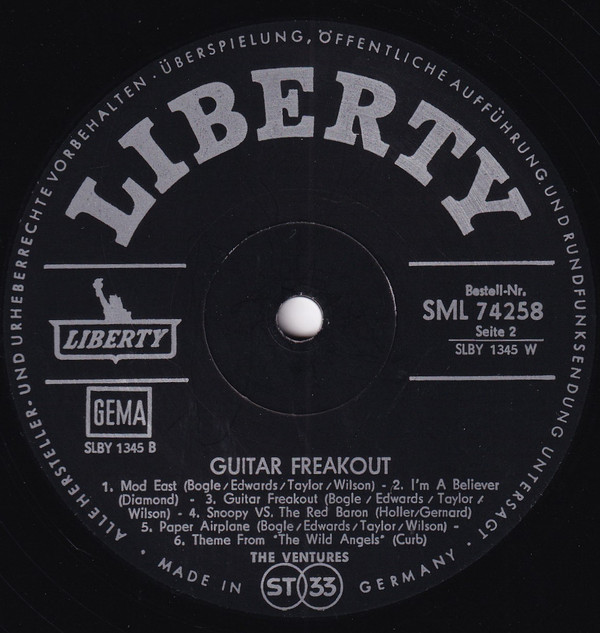 ALLE HERSTELLER- UND URHEBERRECHTE VORBEHALTEN · ÜBERSPIELUNG, ÖFFENTLICHE AUFFÜHRUNG UND RUNDFUNKSENDUNG UNTERSAGT ·
LIBERTY
LIBERTY
GEMA
SLBY 1345 B
Bestell-Nr.
SML 74258
Seite 2
SLBY 1345 W
GUITAR FREAKOUT
1. Mod East (Bogle/Edwards/Taylor/Wilson) - 2. I'm A Believer
(Diamond) - 3. Guitar Freakout (Bogle / Edwards / Taylor /
Wilson) - 4. Snoopy VS. The Red Baron (Holler/Gernard)
5. Paper Airplane (Bogle/Edwards/Taylor/Wilson) -
6. Theme From "The Wild Angels" (Curb)
THE VENTURES
MADE IN GERMANY
ST 33